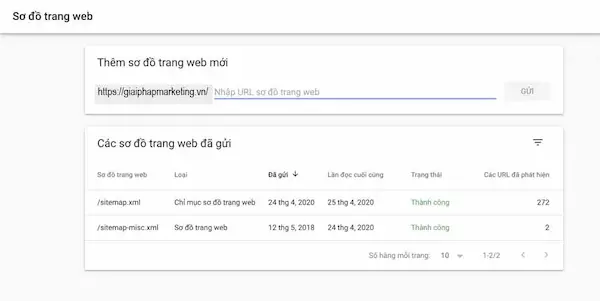 Sơ đồ trang web
Thêm sơ đồ trang web mới
https://giaiphapmarketing.vn/ Nhập URL sơ đồ trang web GỬI
Các sơ đồ trang web đã gửi
Sơ đồ trang web Loại Đã gửi Lần đọc cuối cùng Trạng thái Các URL đã phát hiện
/sitemap.xml Chỉ mục sơ đồ trang web 24 thg 4, 2020 25 thg 4, 2020 Thành công 272
/sitemap-misc.xml Sơ đồ trang web 12 thg 5, 2018 24 thg 4, 2020 Thành công 2
Số hàng mỗi trang: 10 1-2/2